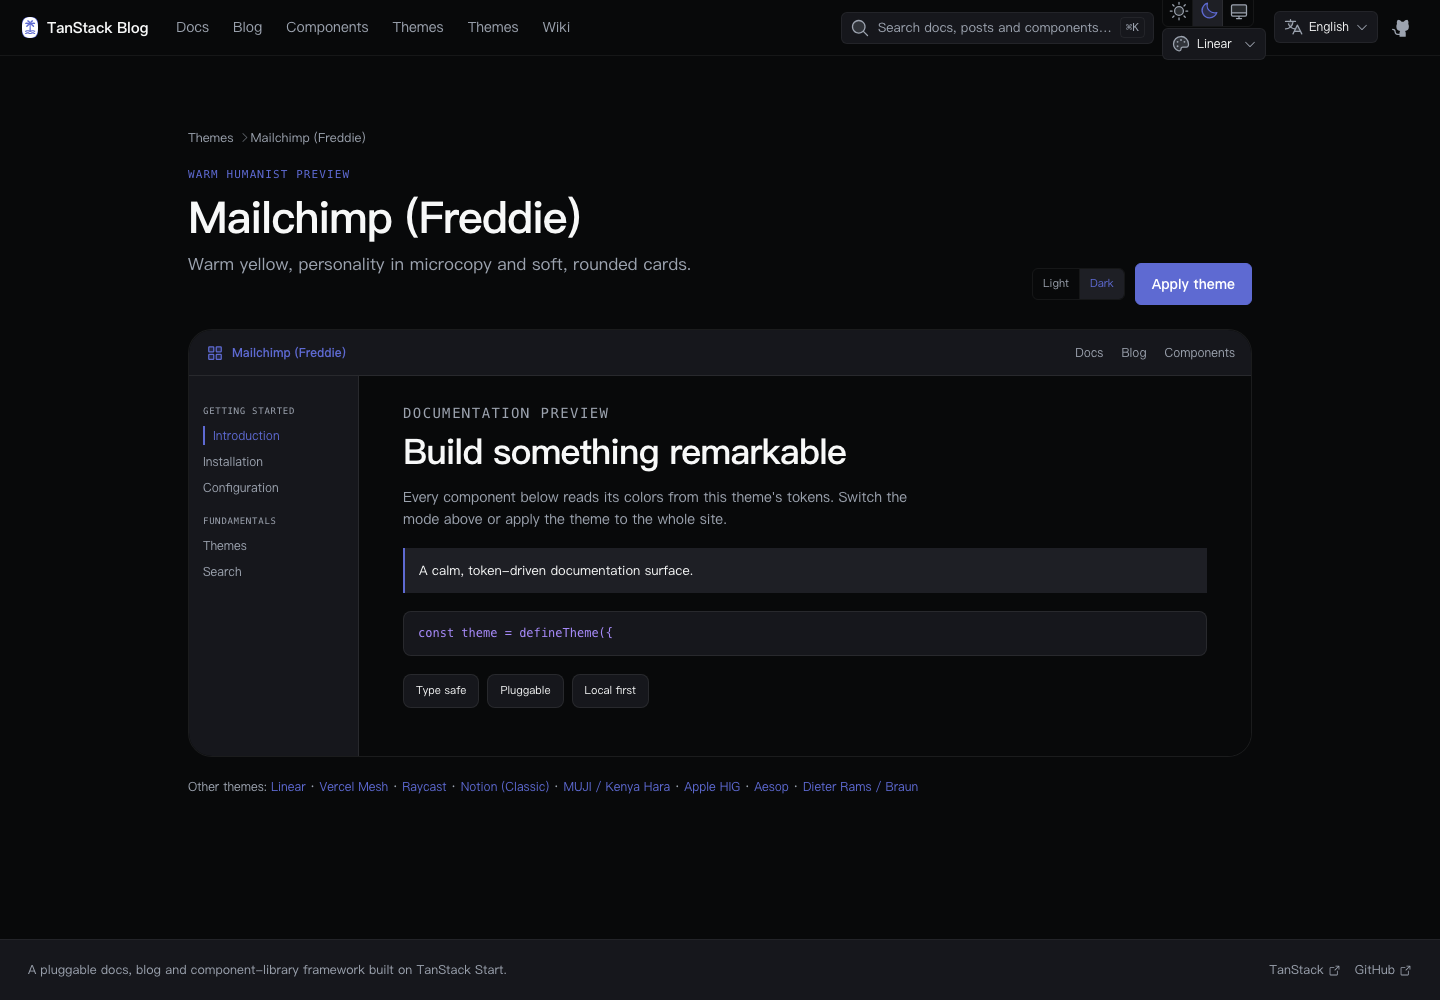 TanStack Blog
Docs
Blog
Components
Themes
Themes
Wiki
Search docs, posts and components...
⌘K
Linear
English
Themes
Mailchimp (Freddie)
WARM HUMANIST PREVIEW
Mailchimp (Freddie)
Warm yellow, personality in microcopy and soft, rounded cards.
Light
Dark
Apply theme
Mailchimp (Freddie)
Docs
Blog
Components
GETTING STARTED
Introduction
Installation
Configuration
FUNDAMENTALS
Themes
Search
DOCUMENTATION PREVIEW
Build something remarkable
Every component below reads its colors from this theme's tokens. Switch the
mode above or apply the theme to the whole site.
A calm, token-driven documentation surface.
const theme = defineTheme({
Type safe
Pluggable
Local first
Other themes: Linear · Vercel Mesh · Raycast · Notion (Classic) · MUJI / Kenya Hara · Apple HIG · Aesop · Dieter Rams / Braun
A pluggable docs, blog and component-library framework built on TanStack Start.
TanStack
GitHub